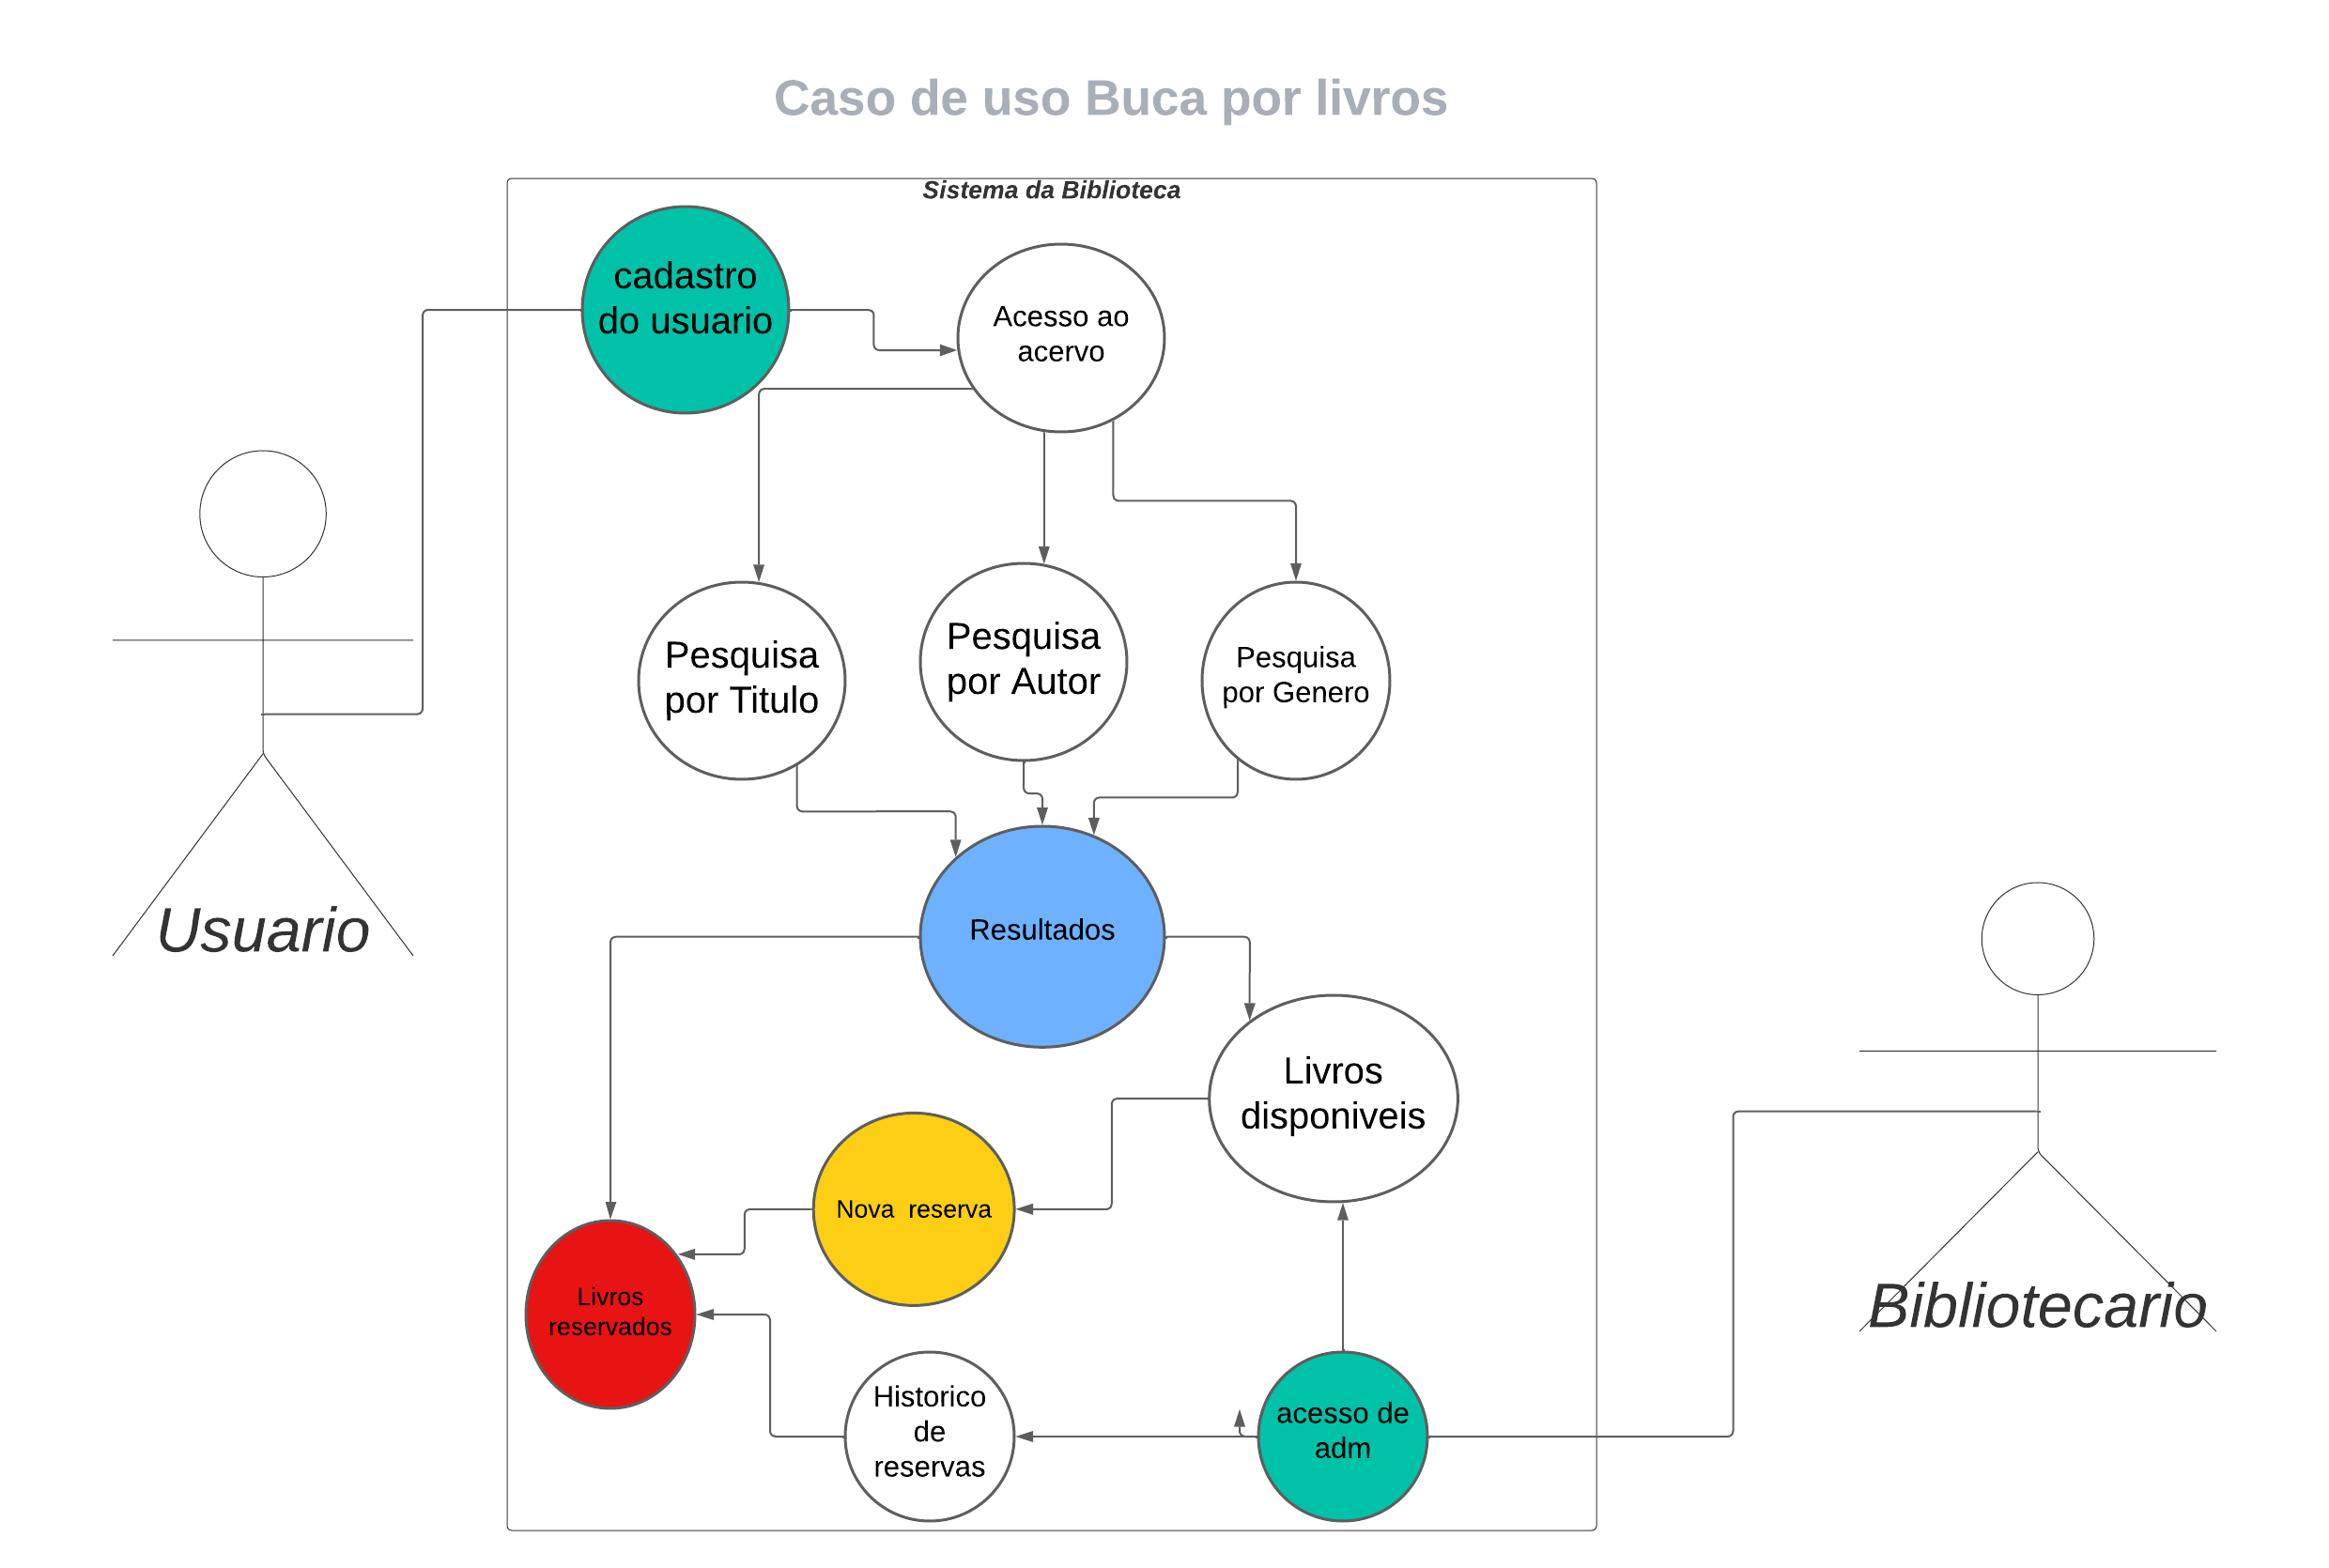 Caso de uso Buca por livros
Sistema da Biblioteca
cadastro
do usuario
Acesso ao
acervo
Pesquisa
por Titulo
Pesquisa
por Autor
Pesquisa
por Genero
Usuario
Resultados
Livros
disponiveis
Nova  reserva
Livros
reservados
Bibliotecario
Historico
de
reservas
acesso de
adm